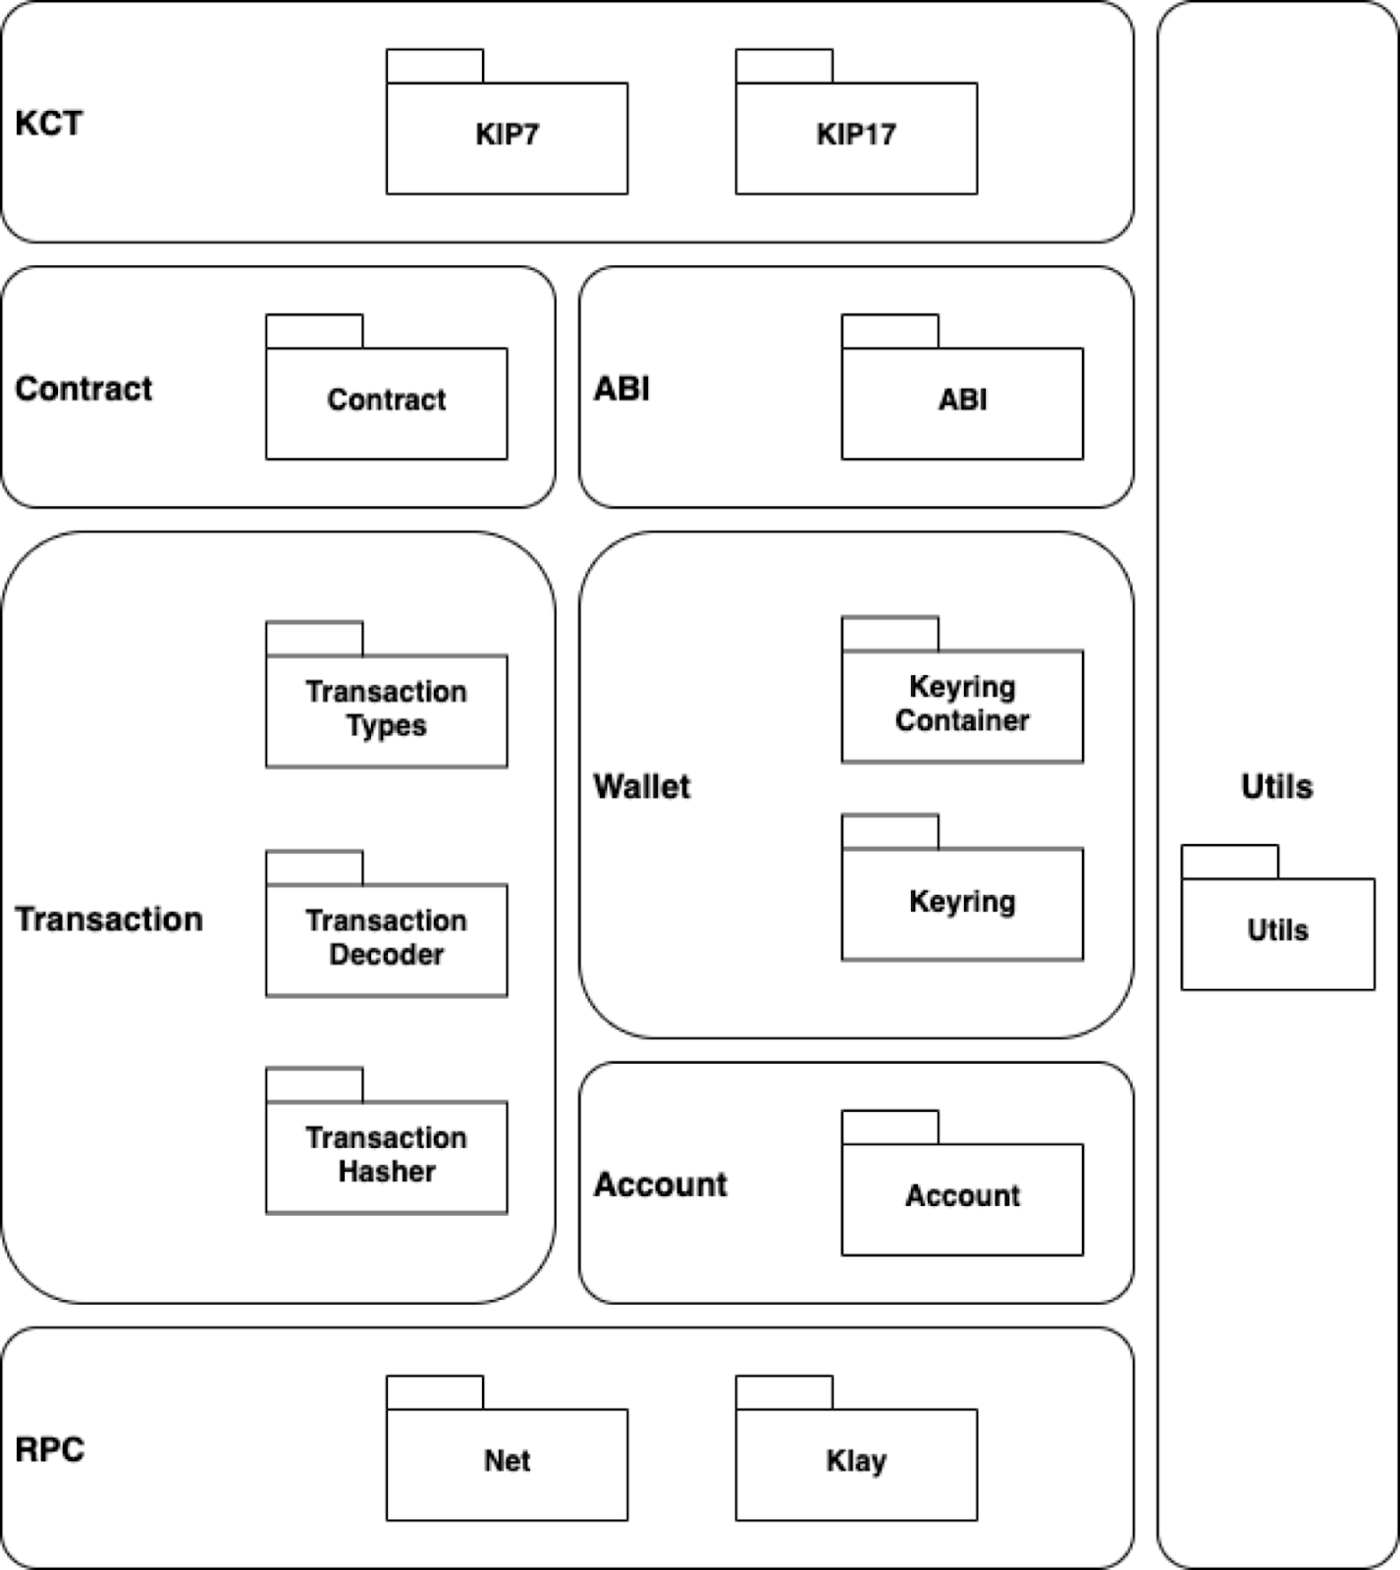 KCT
KIP7
KIP17
Contract
Contract
ABI
ABI
Transaction
Transaction
Types
Transaction
Decoder
Transaction
Hasher
Wallet
Keyring
Container
Keyring
Account
Account
RPC
Net
Klay
Utils
Utils